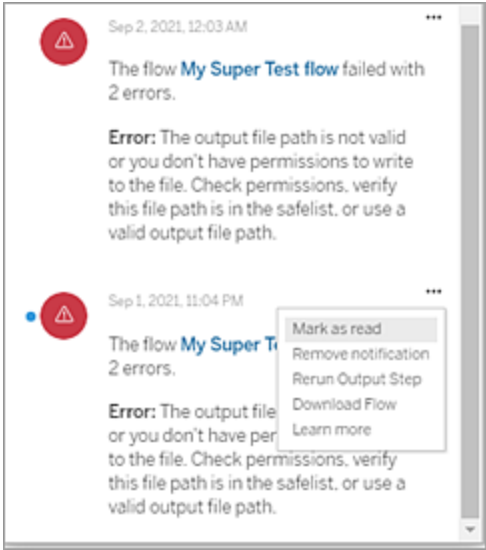 Sep 2, 2021, 12:03 AM
The flow My Super Test flow failed with
2 errors.
Error: The output file path is not valid
or you don't have permissions to write
to the file. Check permissions, verify
this file path is in the safelist, or use a
valid output file path.
Sep 1, 2021, 11:04 PM
The flow My Super Te
2 errors.
Mark as read
Remove notification
Rerun Output Step
Download Flow
Learn more
Error: The output file
or you don't have per
to the file. Check permissions, verify
this file path is in the safelist, or use a
valid output file path.